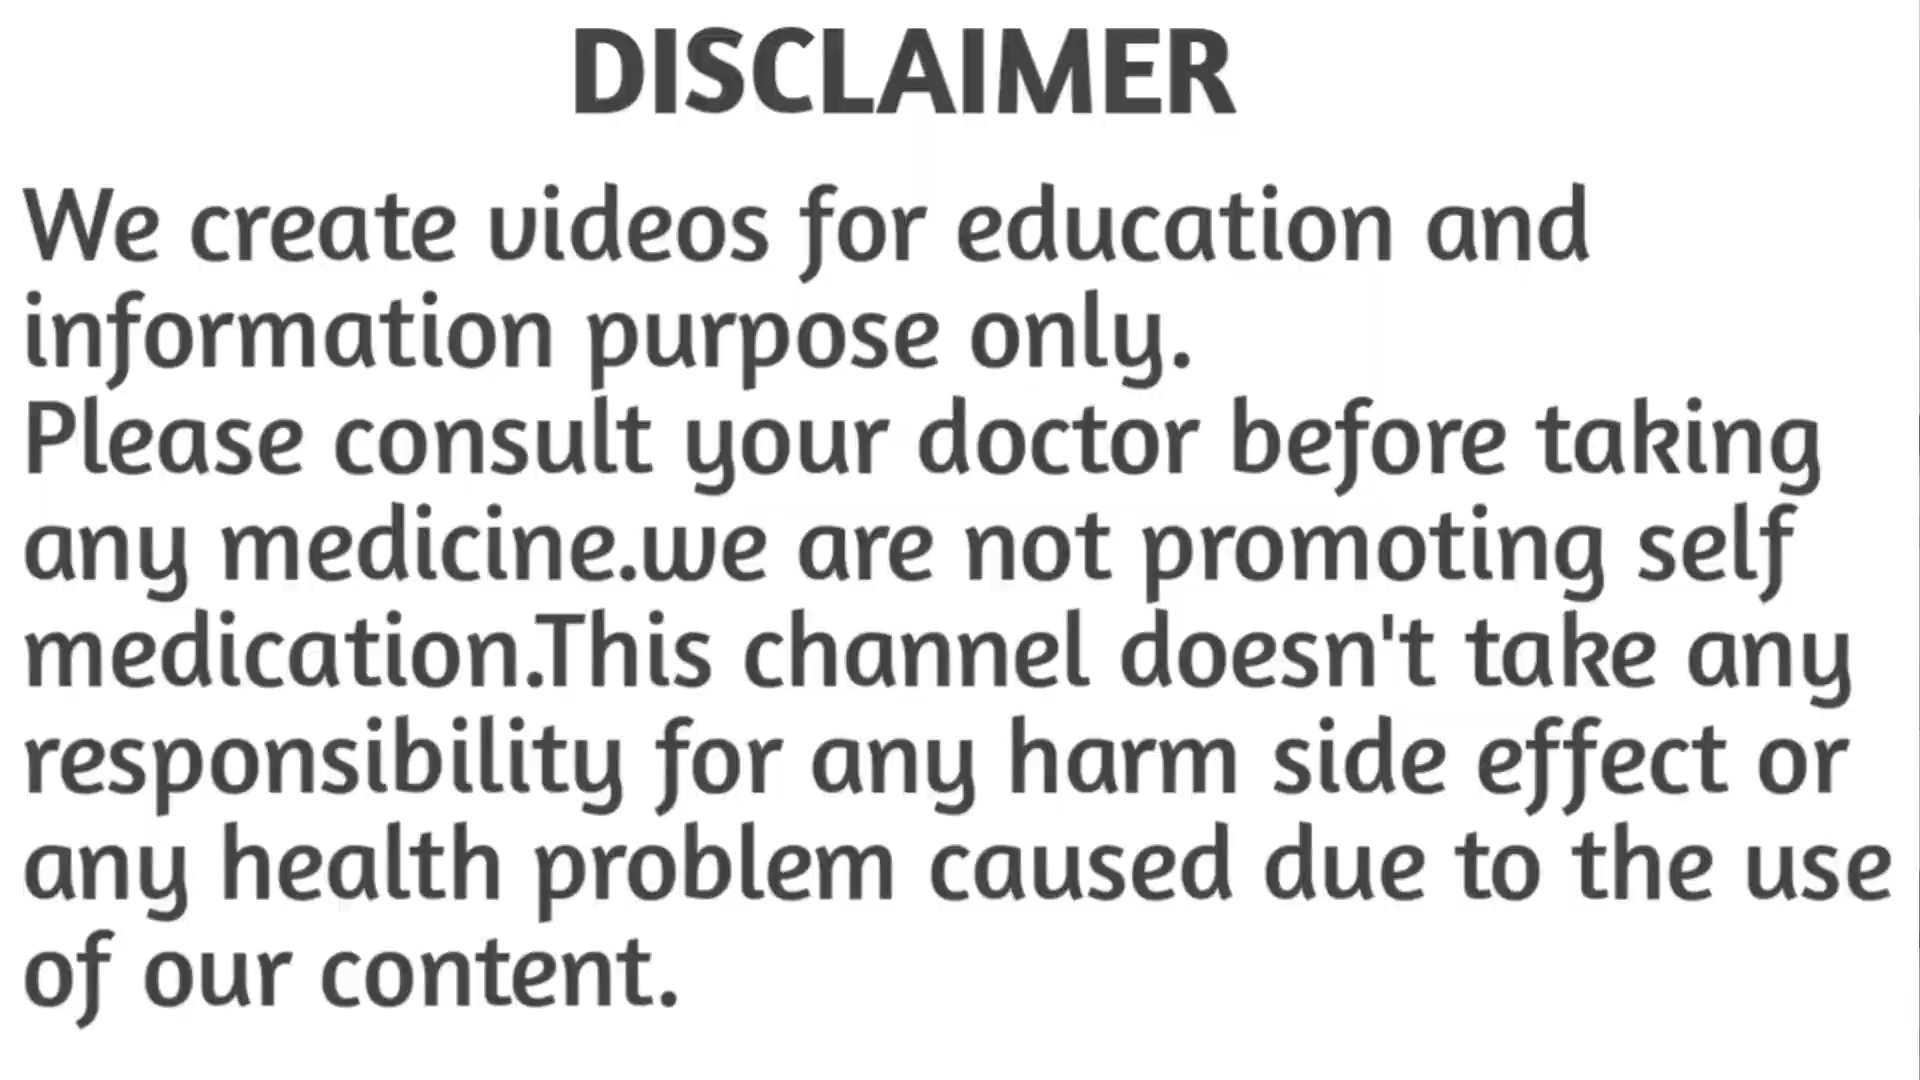 DISCLAIMER
We create videos for education and
information purpose only.
Please consult your doctor before taking
any medicine.we are not promoting self
medication.This channel doesn't take any
responsibility for any harm side effect or
any health problem caused due to the use
of our content.